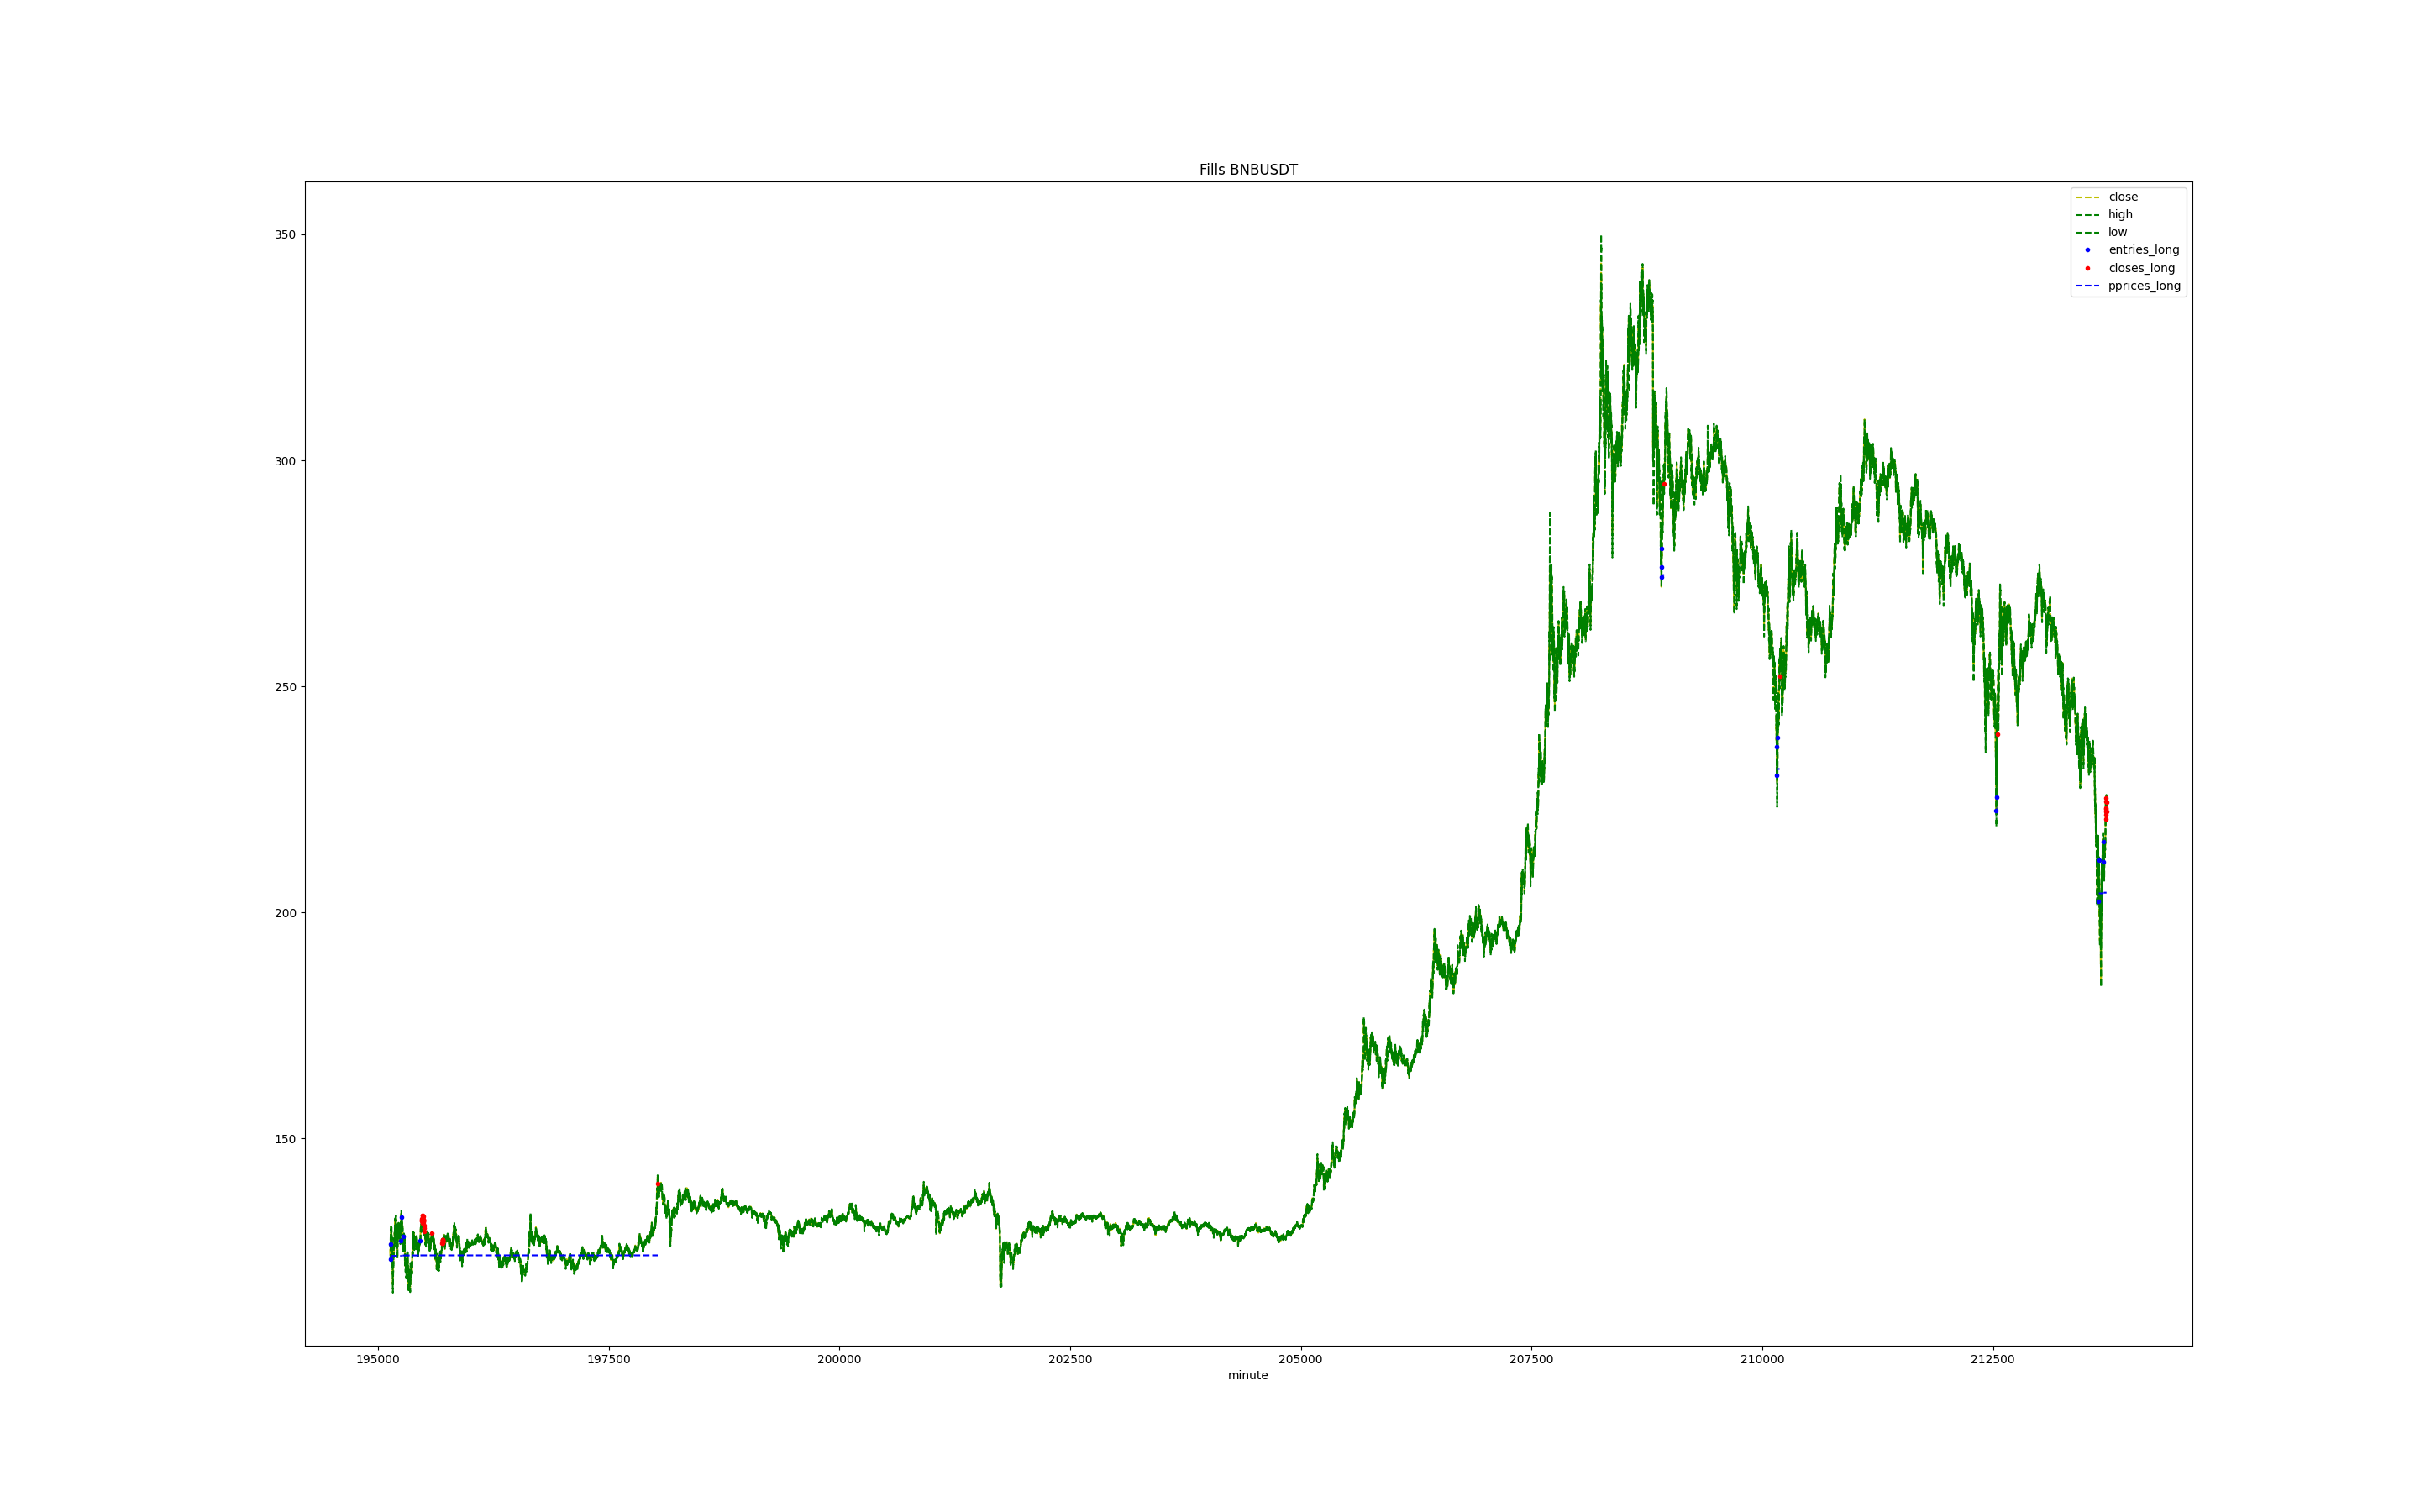 Fills BNBUSDT
close
high
low
entries_long
closes_long
pprices_long
350
300
250
200
150
195000 197500 200000 202500 205000 207500 210000 212500
minute